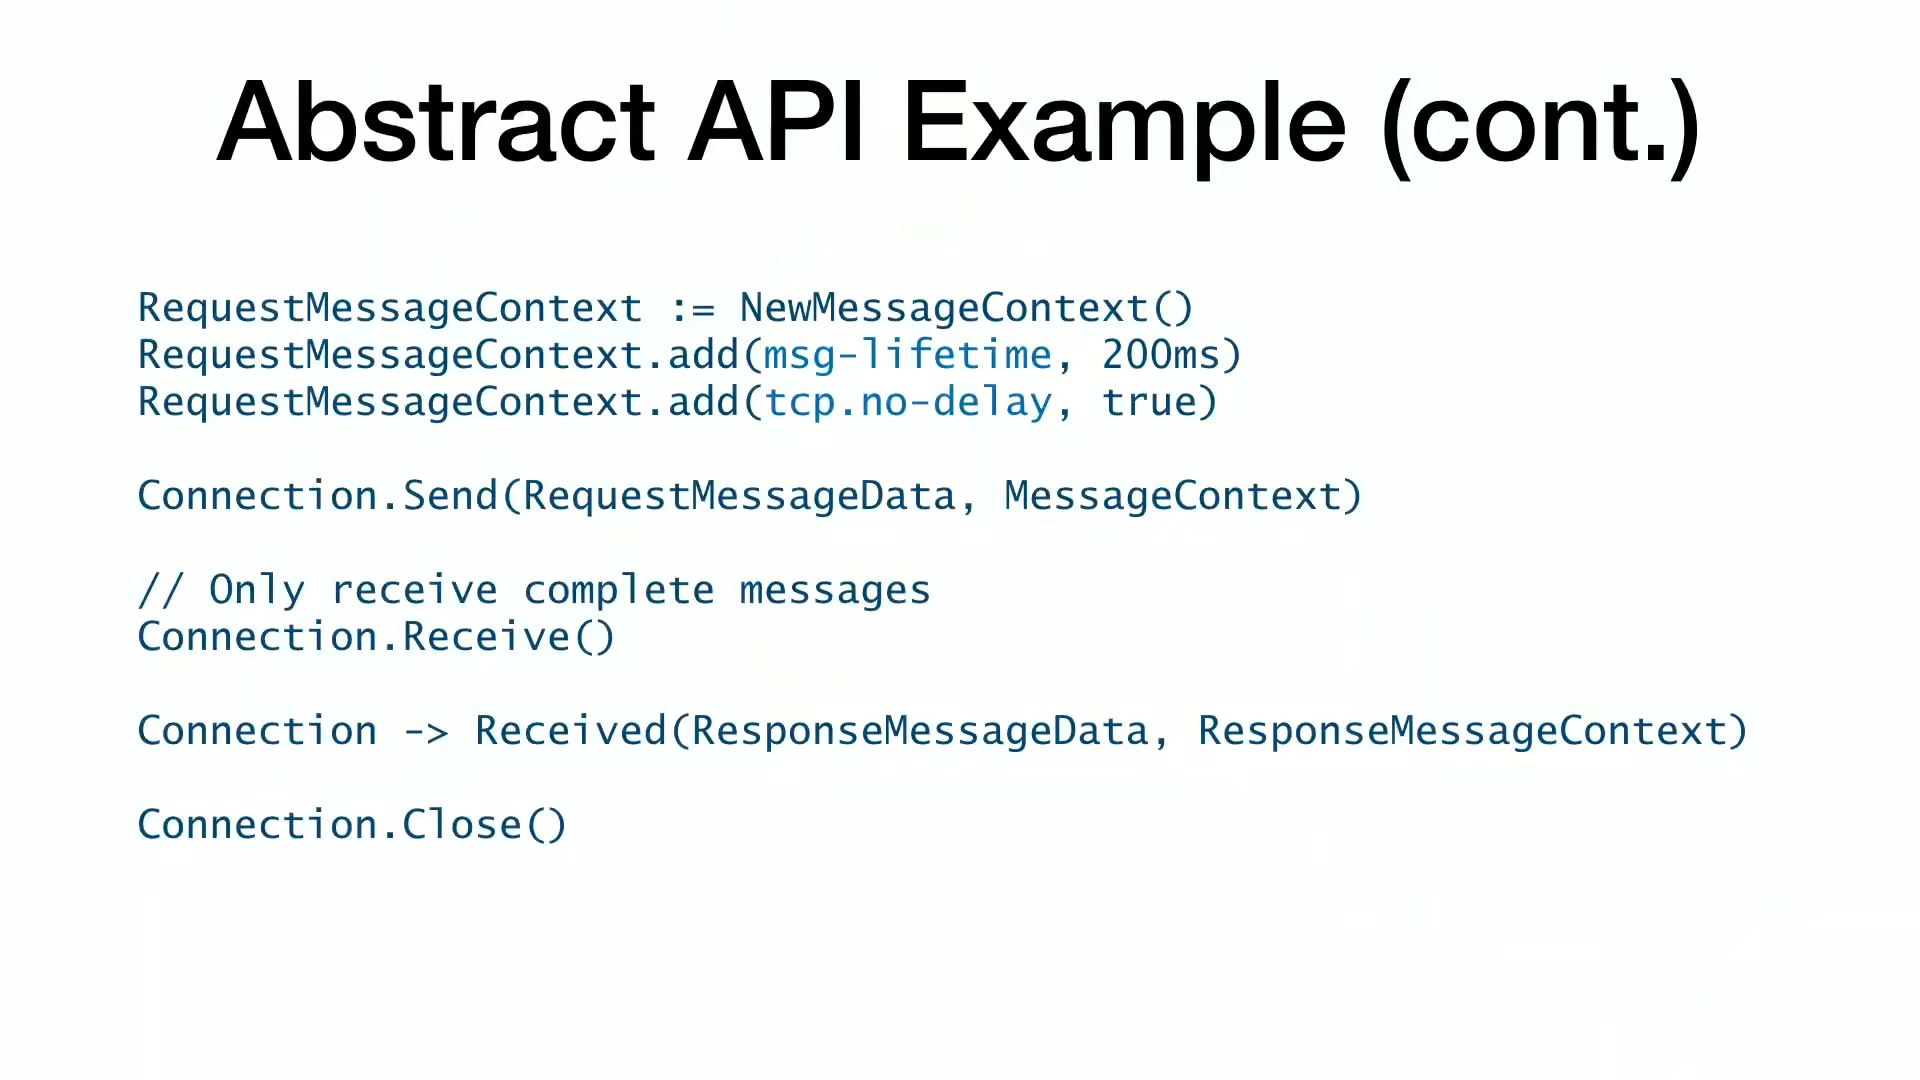 Abstract API Example (cont.)
RequestMessageContext := NewMessageContext()
RequestMessageContext.add(msg-lifetime, 200ms)
RequestMessageContext.add(tcp.no-delay, true)
Connection.Send(RequestMessageData, MessageContext)
// Only receive complete messages
Connection.Receive()
Connection -> Received(ResponseMessageData, ResponseMessageContext)
Connection.Close()